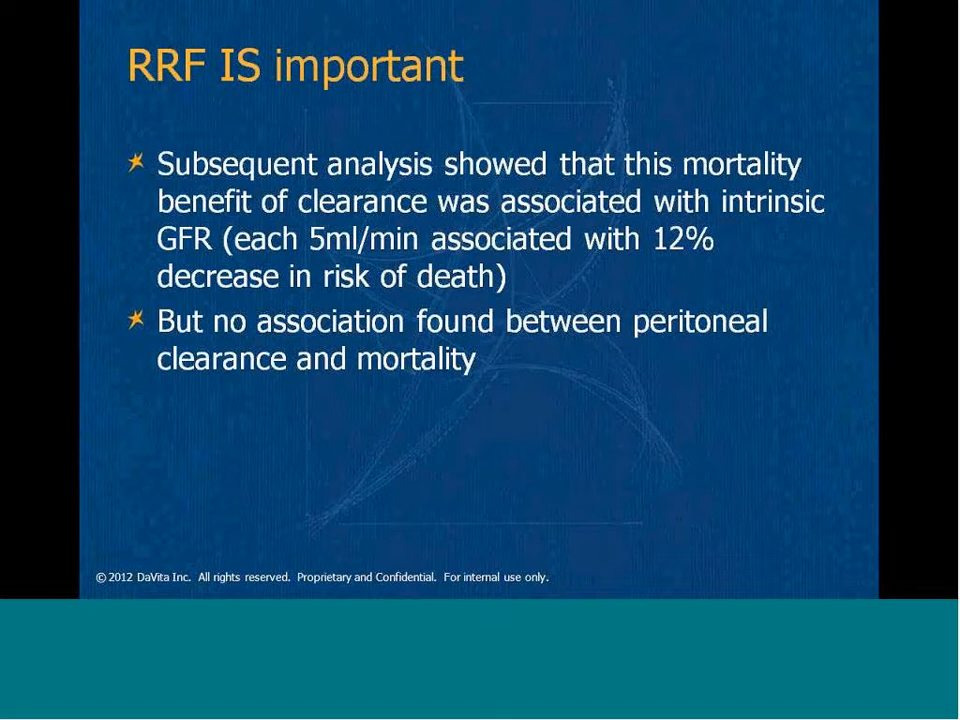 RRF IS important
Subsequent analysis showed that this mortality
benefit of clearance was associated with intrinsic
GFR (each 5ml/min associated with 12%
decrease in risk of death)
But no association found between peritoneal
clearance and mortality
© 2012 DaVita Inc. All rights reserved. Proprietary and Confidential. For internal use only.